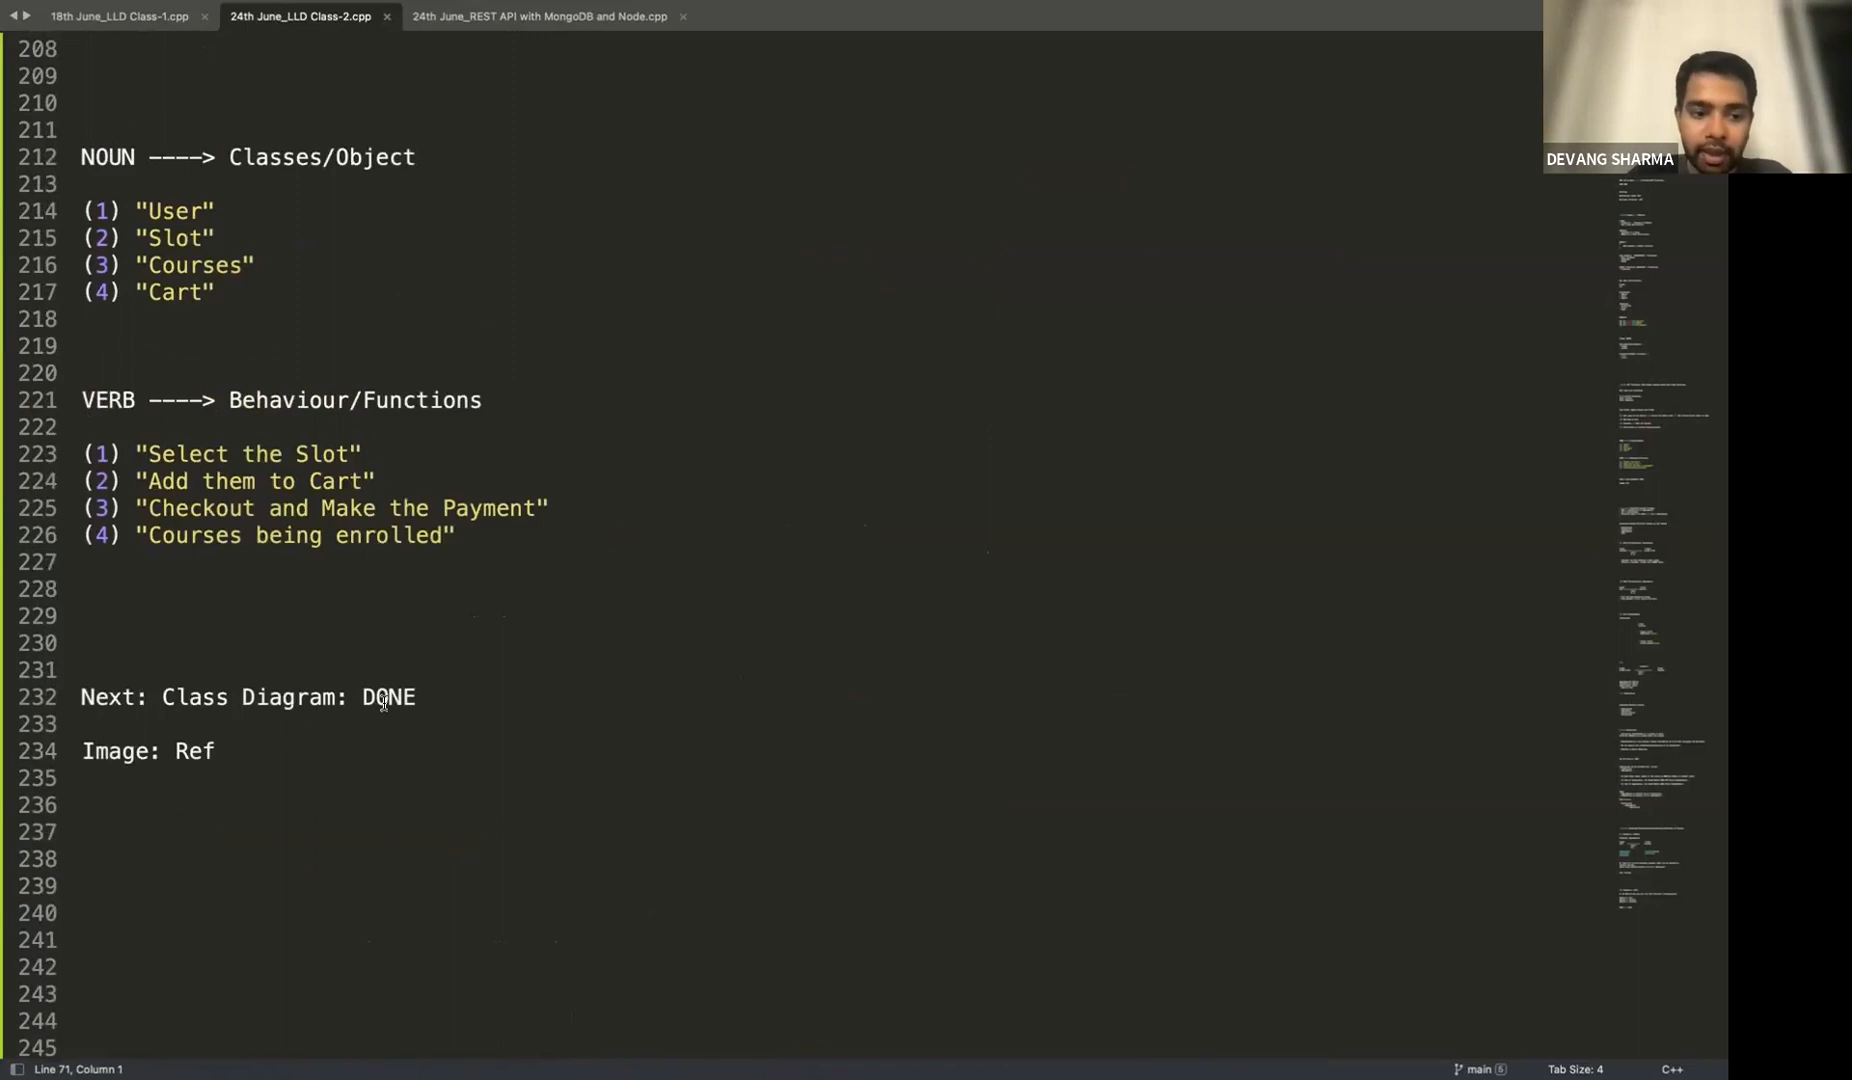 18th June_LLD Class-1.cpp
24th June_LLD Class-2.cpp
24th June_REST API with MongoDB and Node.cpp
DEVANG SHARMA
208
209
210
211
212 NOUN ----> Classes/Object
213
214 (1) "User"
215 (2) "Slot"
216 (3) "Courses"
217 (4) "Cart"
218
219
220
221 VERB ----> Behaviour/Functions
222
223 (1) "Select the Slot"
224 (2) "Add them to Cart"
225 (3) "Checkout and Make the Payment"
226 (4) "Courses being enrolled"
227
228
229
230
231
232 Next: Class Diagram: DONE
233
234 Image: Ref
235
236
237
238
239
240
241
242
243
244
245
Line 71, Column 1
main 6
Tab Size: 4
C++